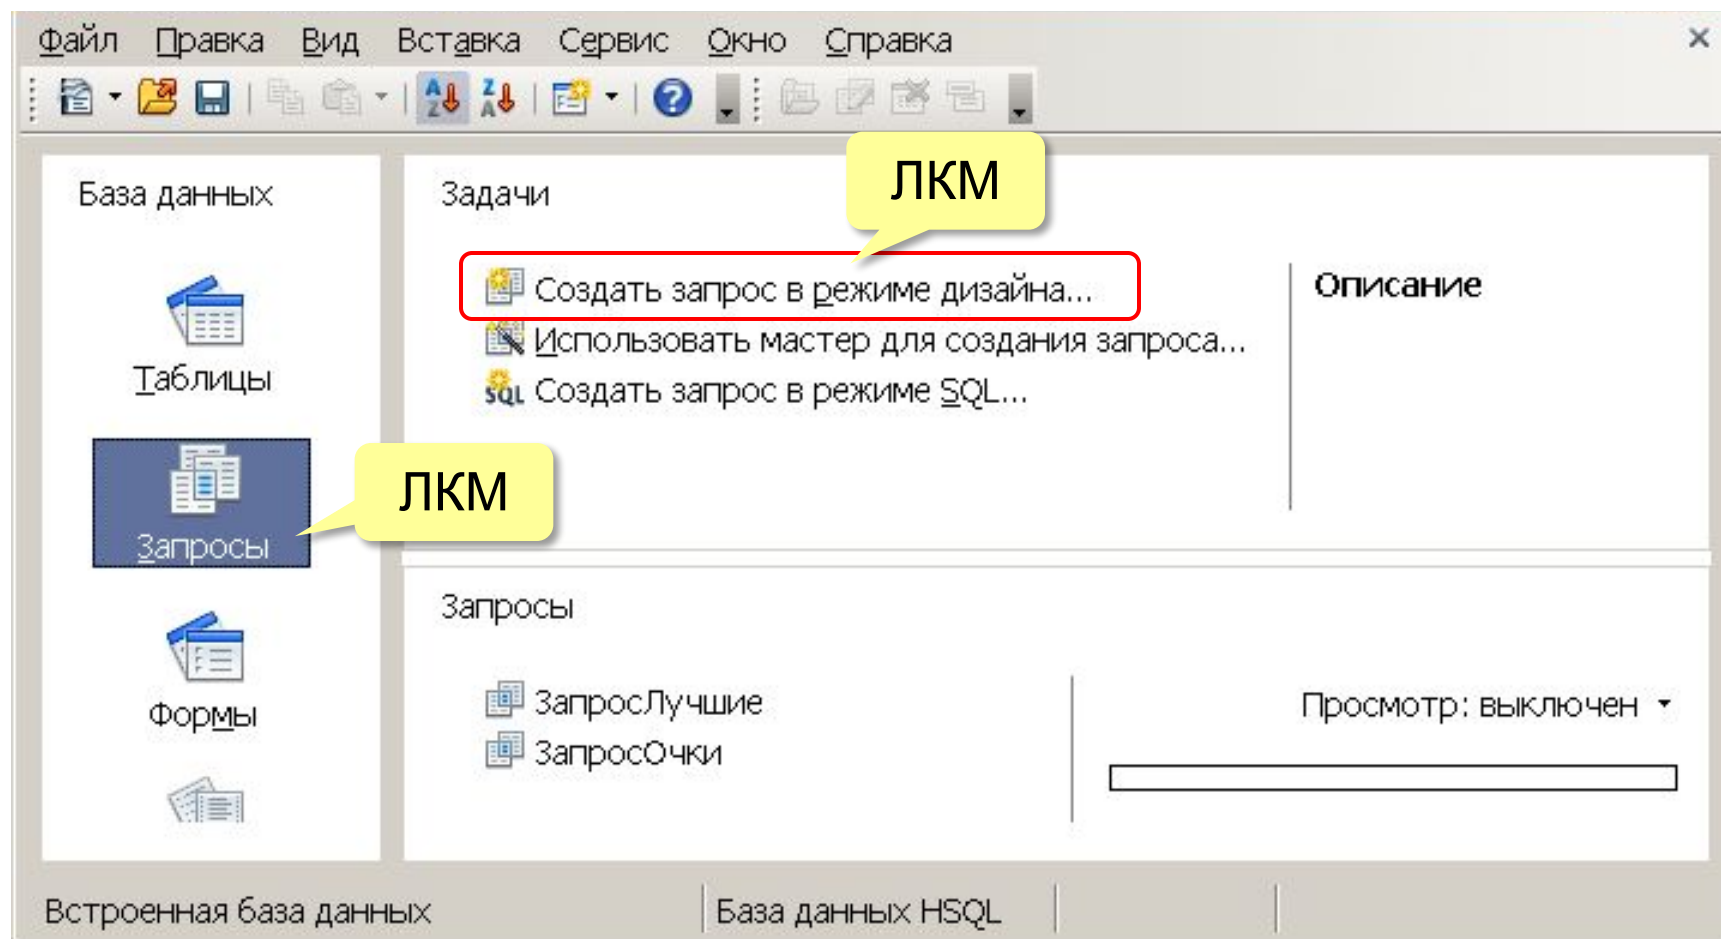 Файл Правка Вид Вставка Сервис Окно Справка
База данных
Таблицы
Запросы
Формы
ЛКМ
Задачи
ЛКМ
Создать запрос в режиме дизайна...
Использовать мастер для создания запроса...
SQL Создать запрос в режиме SQL...
Описание
Запросы
ЗапросЛучшие
ЗапросОчки
Просмотр: выключен
Встроенная база данных
База данных HSQL